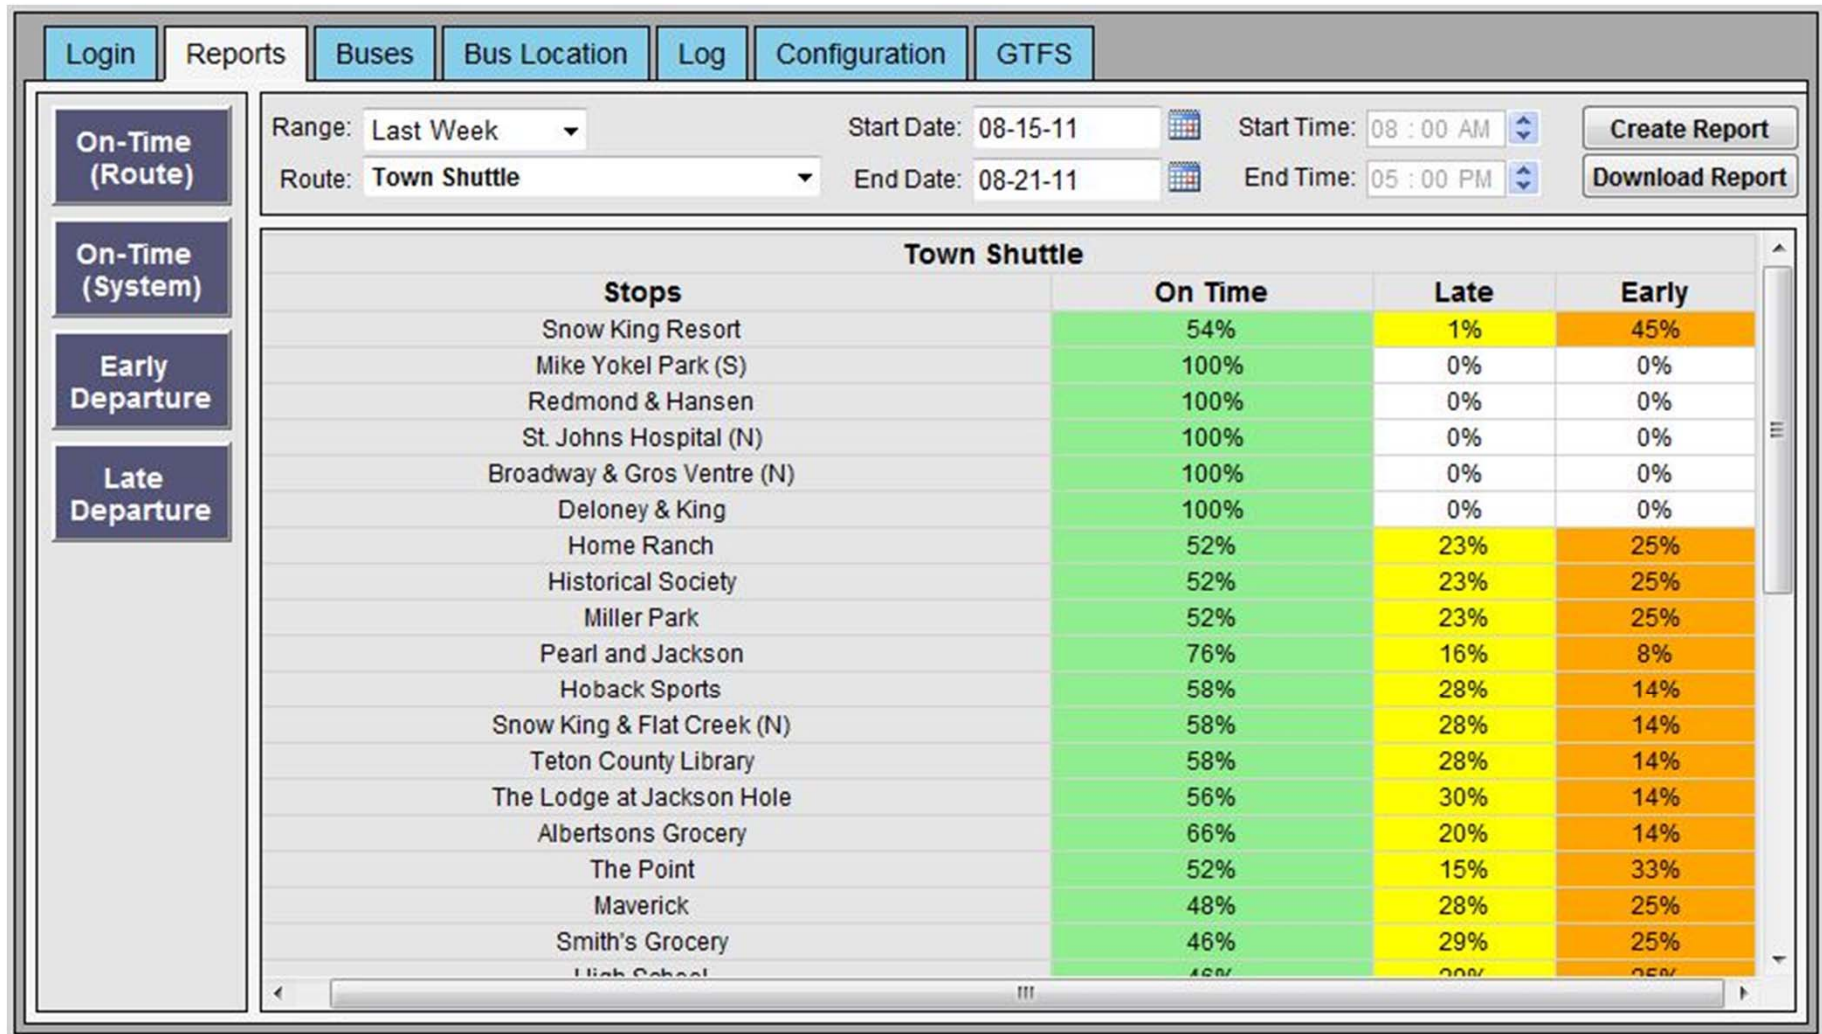 Login Reports Buses Bus Location Log Configuration GTFS
On-Time
(Route)
On-Time
(System)
Early
Departure
Late
Departure
Range: Last Week Start Date: 08-15-11 Start Time: 08 : 00 AM Create Report
Route: Town Shuttle End Date: 08-21-11 End Time: 05 : 00 PM Download Report
Town Shuttle
Stops On Time Late Early
Snow King Resort 54% 1% 45%
Mike Yokel Park (S) 100% 0% 0%
Redmond & Hansen 100% 0% 0%
St. Johns Hospital (N) 100% 0% 0%
Broadway & Gros Ventre (N) 100% 0% 0%
Deloney & King 100% 0% 0%
Home Ranch 52% 23% 25%
Historical Society 52% 23% 25%
Miller Park 52% 23% 25%
Pearl and Jackson 76% 16% 8%
Hoback Sports 58% 28% 14%
Snow King & Flat Creek (N) 58% 28% 14%
Teton County Library 58% 28% 14%
The Lodge at Jackson Hole 56% 30% 14%
Albertsons Grocery 66% 20% 14%
The Point 52% 15% 33%
Maverick 48% 28% 25%
Smith's Grocery 46% 29% 25%
High School 46% 29% 25%